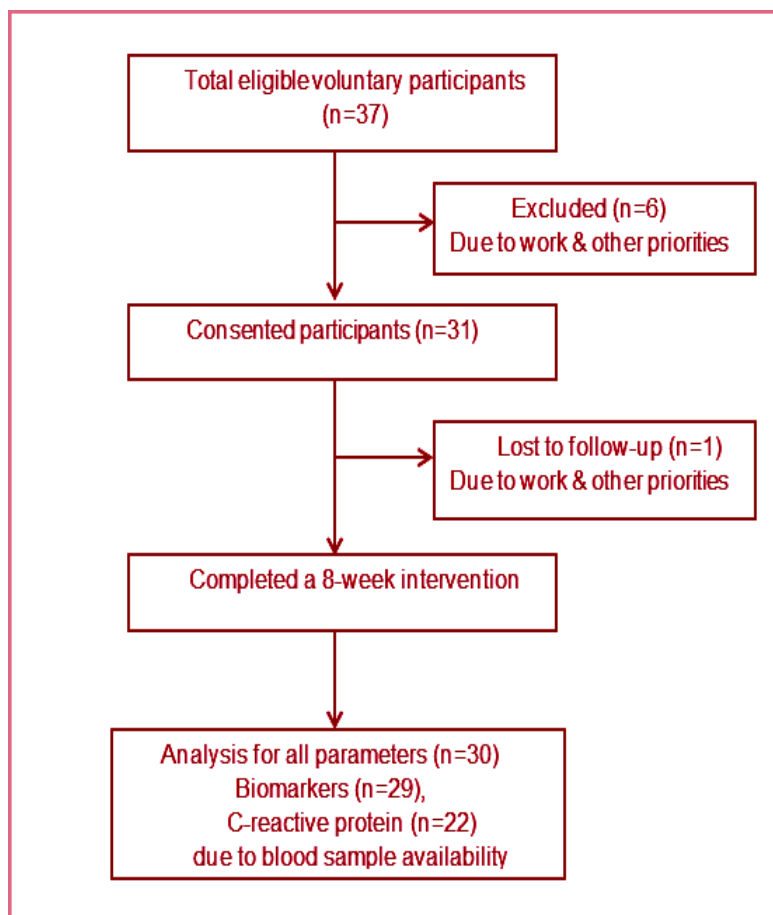 Total eligible voluntary participants
(n=37)
Excluded (n=6)
Due to work & other priorities
Consented participants (n=31)
Lost to follow-up (n=1)
Due to work & other priorities
Completed a 8-week intervention
Analysis for all parameters (n=30)
Biomarkers (n=29),
C-reactive protein (n=22)
due to blood sample availability